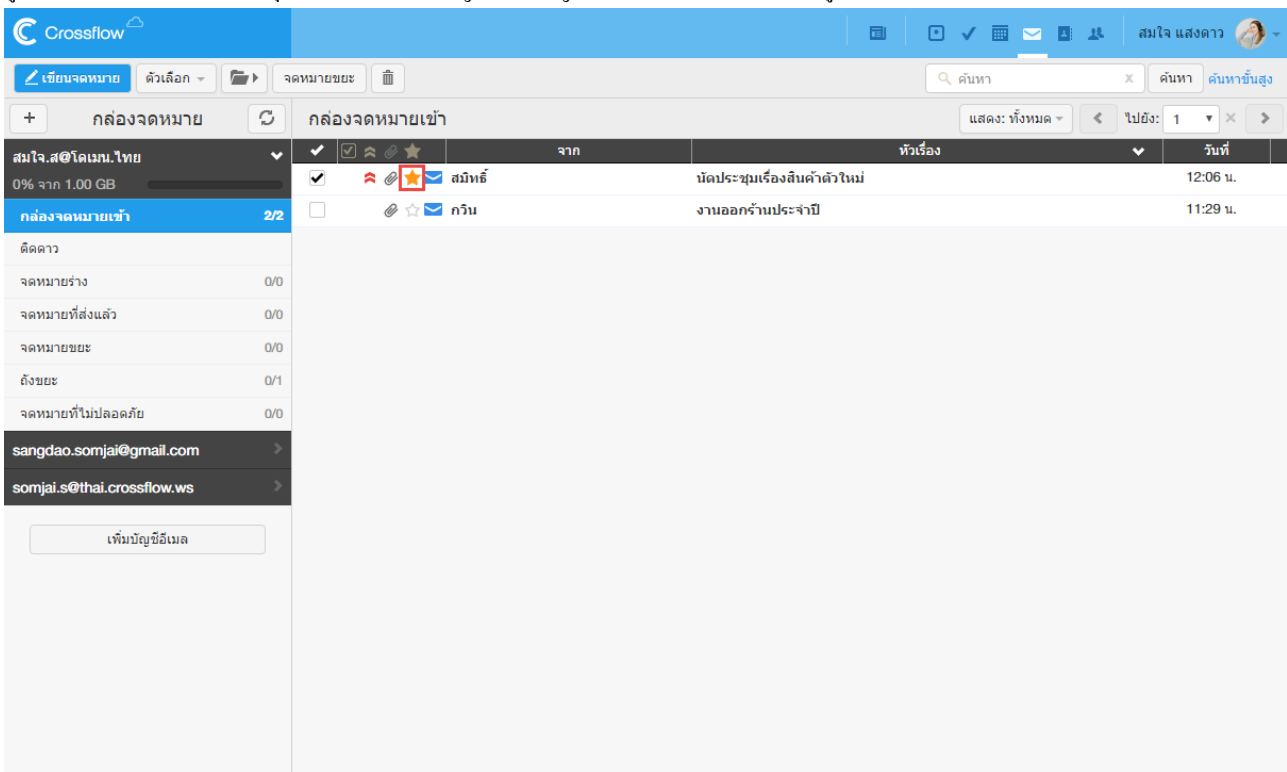 Crossflow
สมใจ แสงดาว
เขียนจดหมาย ตัวเลือก จดหมายขยะ ค้นหา x ค้นหา ค้นหาขั้นสูง
+ กล่องจดหมาย กล่องจดหมายเข้า แสดง: ทั้งหมด ไปยัง: 1
สมใจ.ส@โดเมน.ไทย จาก หัวเรื่อง วันที่
0% จาก 1.00 GB สมิทธิ์ นัดประชุมเรื่องสินค้าตัวใหม่ 12:06 น.
กล่องจดหมายเข้า 2/2 กวิน งานออกร้านประจำปี 11:29 น.
ติดดาว
จดหมายร่าง 0/0
จดหมายที่ส่งแล้ว 0/0
จดหมายขยะ 0/0
ถังขยะ 0/1
จดหมายที่ไม่ปลอดภัย 0/0
sangdao.somjai@gmail.com
somjai.s@thai.crossflow.ws
เพิ่มบัญชีอีเมล